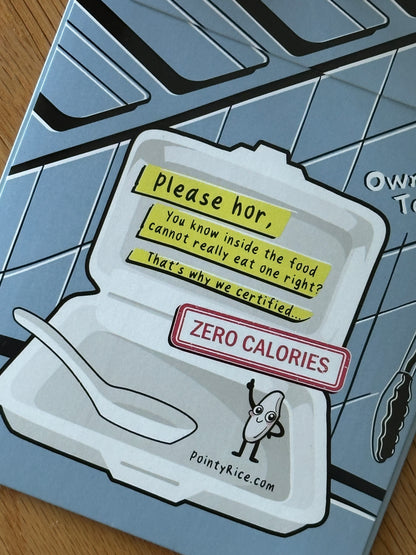 Please hor,
You know inside the food
cannot really eat one right?
That's why we certified...
ZERO CALORIES
PointyRice.com